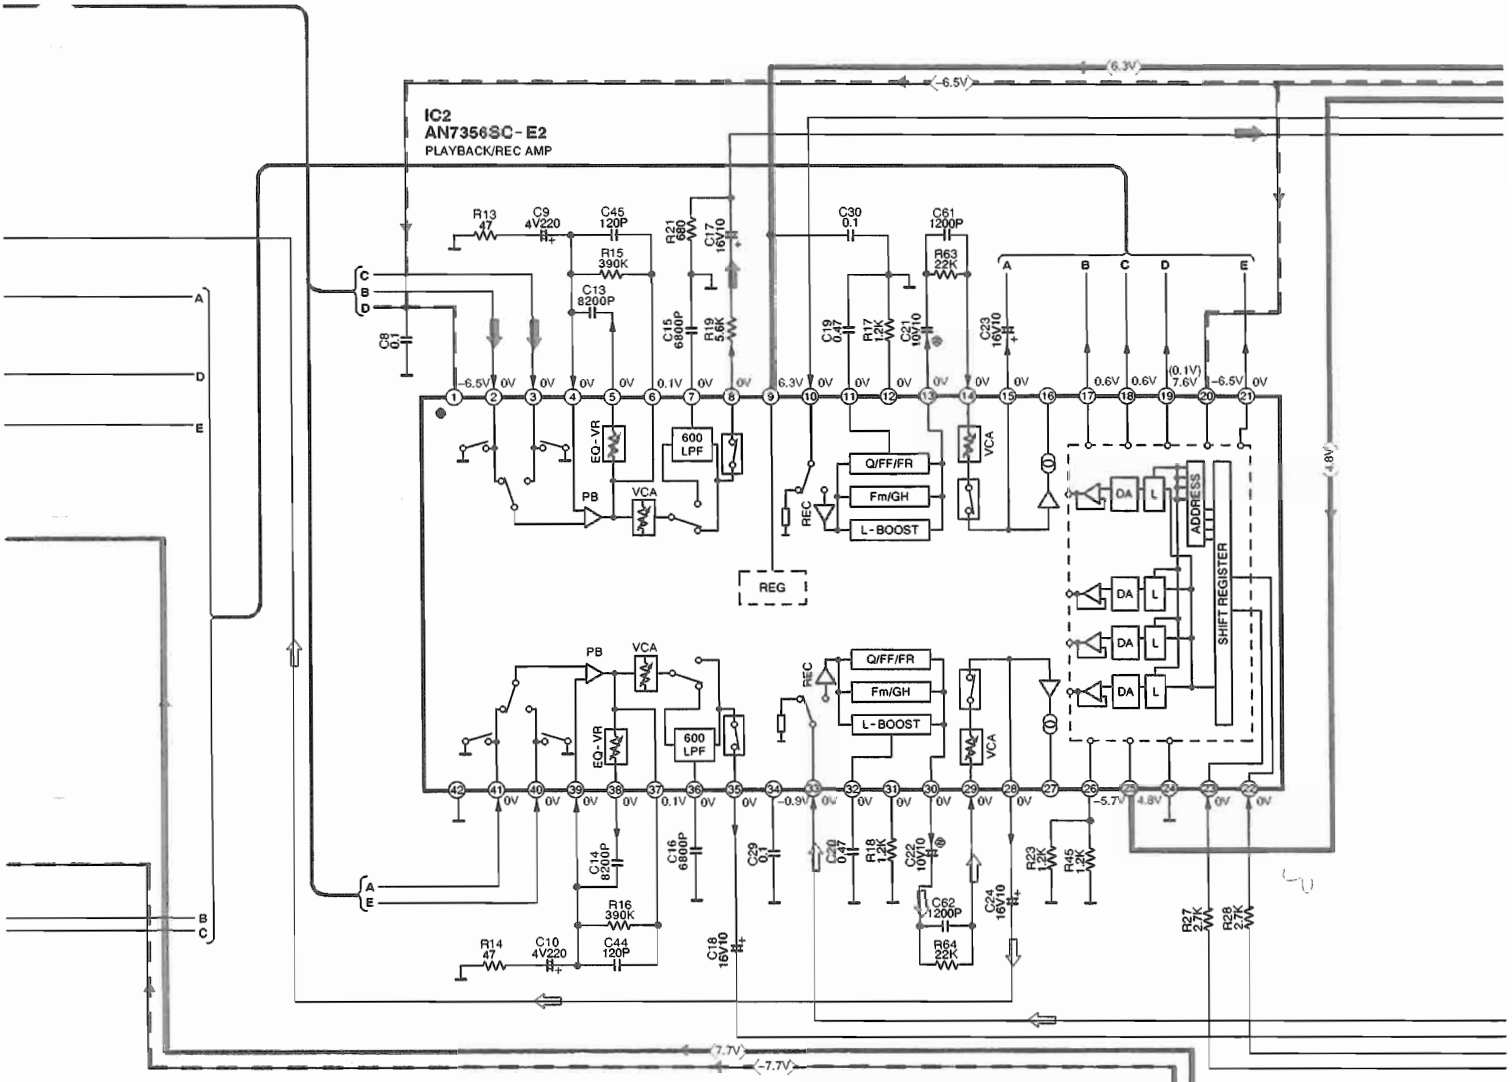 6.3V
-6.5V
IC2
AN7356SC-E2
PLAYBACK/REC AMP
R13
47
C9
4V220
C45
120P
R15
390K
C13
8200P
R21
680
C17
16V10
C30
0.1
C61
1200P
R63
22K
A
B
C
D
E
C
B
D
C8
0.1
C15
6800P
R19
5.6K
C19
0.47
R17
1.2K
C21
10V10
C23
16V10
A
D
E
-6.5V 0V 0V 0V 0V 0.1V 0V 0V 6.3V 0V 0V 0V 0V 0V 0V 0.6V 0.6V (0.1V) 7.6V -6.5V 0V
1 2 3 4 5 6 7 8 9 10 11 12 13 14 15 16 17 18 19 20 21
4.8V
EQ-VR
600
LPF
PB
VCA
REC
Q/FF/FR
Fm/GH
L-BOOST
VCA
DA
L
ADDRESS
SHIFT REGISTER
REG
DA
L
DA
L
DA
L
PB
VCA
EQ-VR
600
LPF
REC
Q/FF/FR
Fm/GH
L-BOOST
VCA
42 41 40 39 38 37 36 35 34 33 32 31 30 29 28 27 26 25 24 23 22
0V 0V 0V 0V 0.1V 0V 0V -0.9V 0V 0V 0V 0V 0V 0V -5.7V 4.8V 0V 0V
C14
8200P
C16
6800P
C29
0.1
C20
0.47
R18
1.2K
C22
10V10
R23
1.2K
R45
1.2K
A
E
R16
390K
C62
1200P
C24
16V10
R27
2.7K
R28
2.7K
B
C
R14
47
C10
4V220
C44
120P
C18
16V10
R64
22K
7.7V
-7.7V